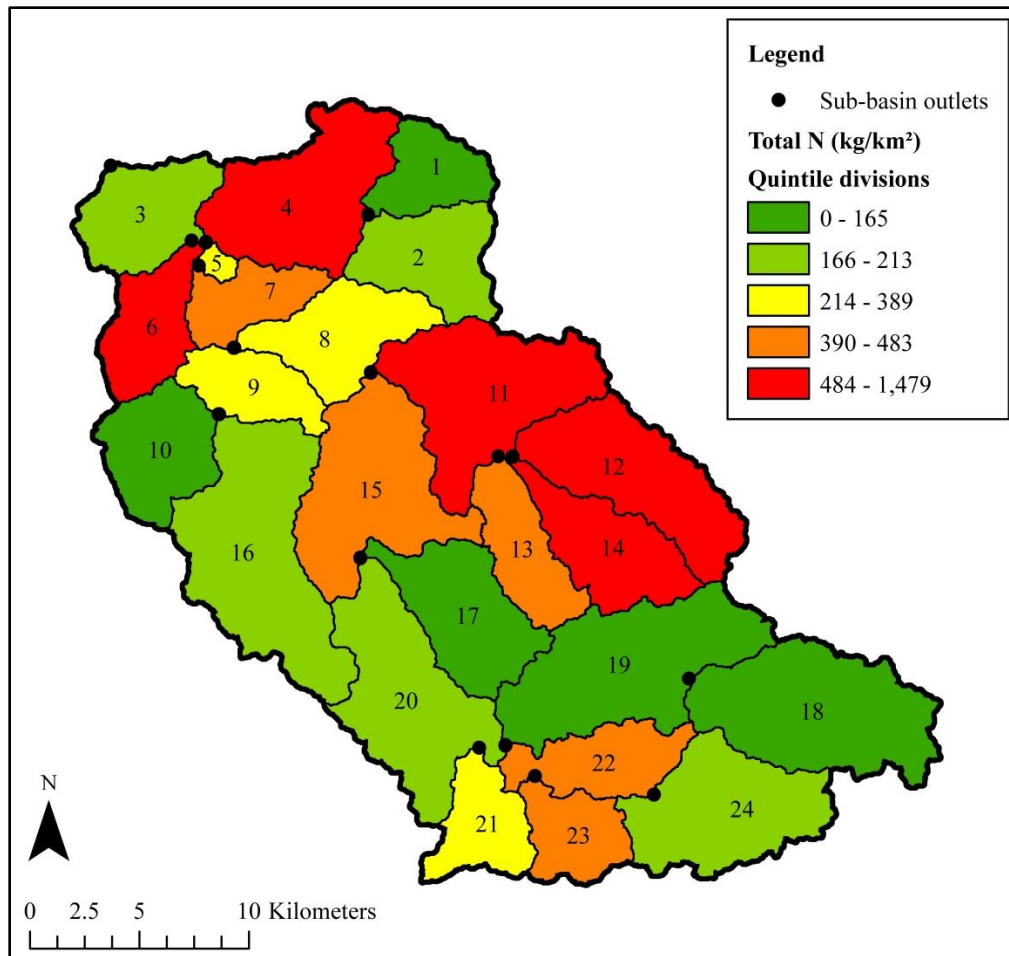 Legend
Sub-basin outlets
Total N (kg/km²)
Quintile divisions
0 - 165
166 - 213
214 - 389
390 - 483
484 - 1,479
1
4
3
2
5
7
6
8
9
11
10
12
15
13
14
16
17
19
20
18
22
24
21
23
N
0 2.5 5 10 Kilometers